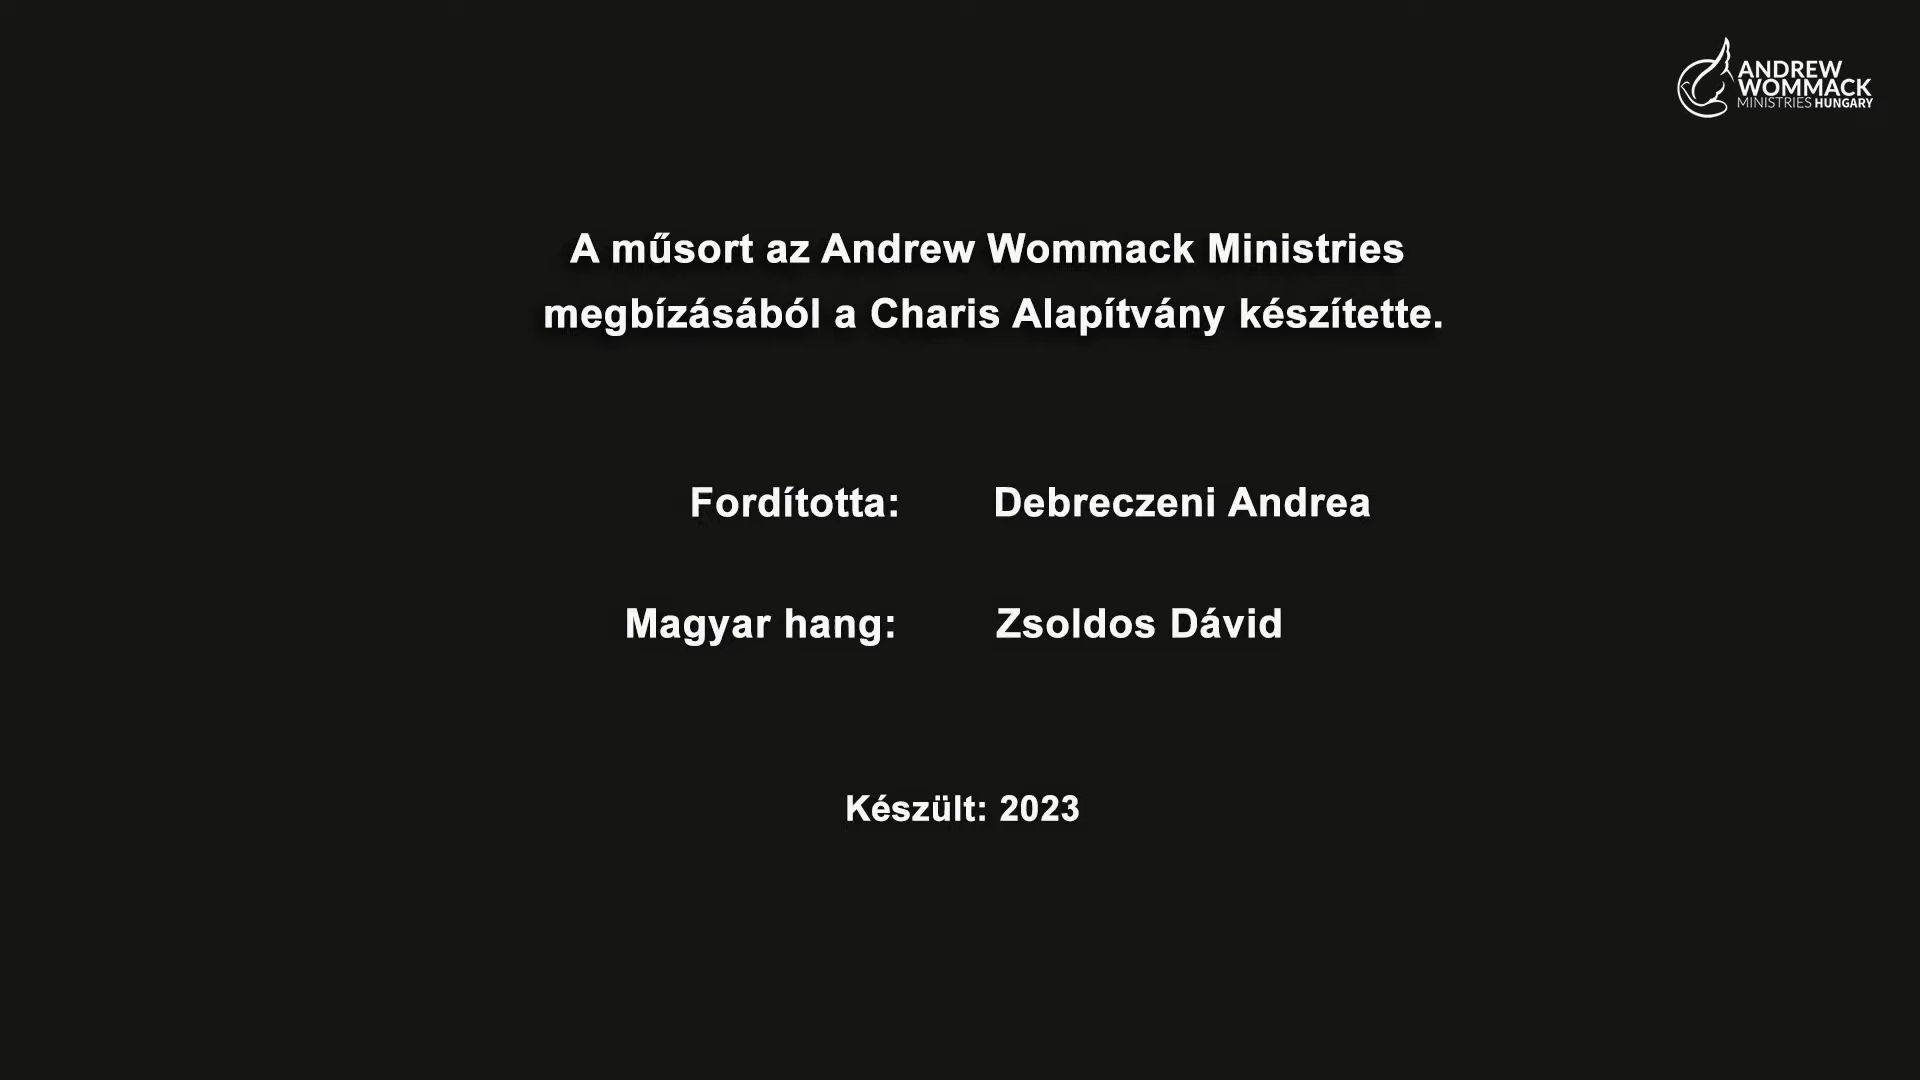 ANDREW
WOMMACK
MINISTRIES HUNGARY
A műsort az Andrew Wommack Ministries
megbízásából a Charis Alapítvány készítette.
Fordította: Debreczeni Andrea
Magyar hang: Zsoldos Dávid
Készült: 2023